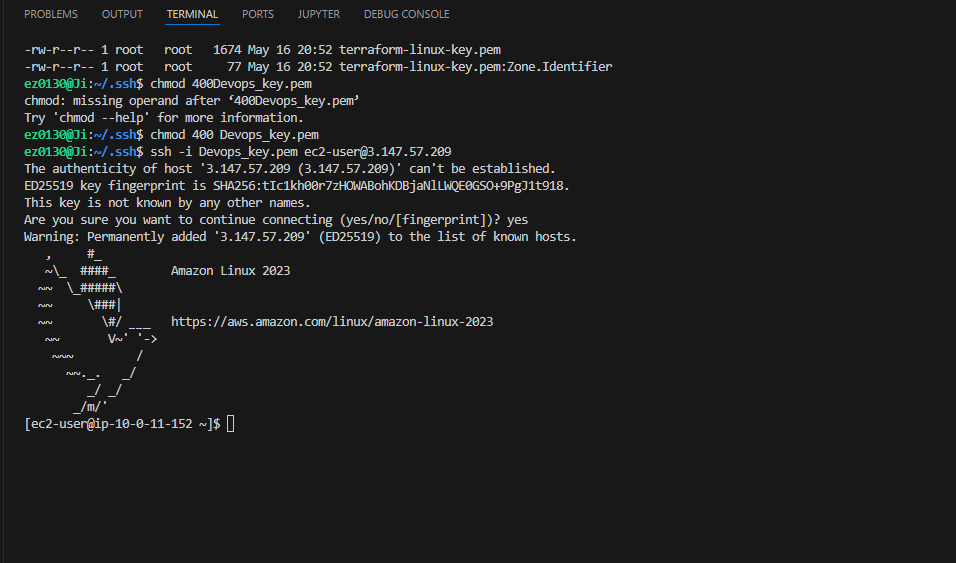 PROBLEMS OUTPUT TERMINAL PORTS JUPYTER DEBUG CONSOLE
-rw-r--r-- 1 root   root   1674 May 16 20:52 terraform-linux-key.pem
-rw-r--r-- 1 root   root     77 May 16 20:52 terraform-linux-key.pem:Zone.Identifier
ez0130@Ji:~/.ssh$ chmod 400Devops_key.pem
chmod: missing operand after ‘400Devops_key.pem’
Try 'chmod --help' for more information.
ez0130@Ji:~/.ssh$ chmod 400 Devops_key.pem
ez0130@Ji:~/.ssh$ ssh -i Devops_key.pem ec2-user@3.147.57.209
The authenticity of host '3.147.57.209 (3.147.57.209)' can't be established.
ED25519 key fingerprint is SHA256:tIc1kh00r7zHOWABohKDBjaNlLWQE0GSO+9PgJ1t918.
This key is not known by any other names.
Are you sure you want to continue connecting (yes/no/[fingerprint])? yes
Warning: Permanently added '3.147.57.209' (ED25519) to the list of known hosts.
   ,     #_
   ~\_  ####_        Amazon Linux 2023
  ~~  \_#####\
  ~~     \###|
  ~~       \#/ ___   https://aws.amazon.com/linux/amazon-linux-2023
   ~~       V~' '->
    ~~~         /
      ~~._.   _/
         _/ _/
       _/m/'
[ec2-user@ip-10-0-11-152 ~]$